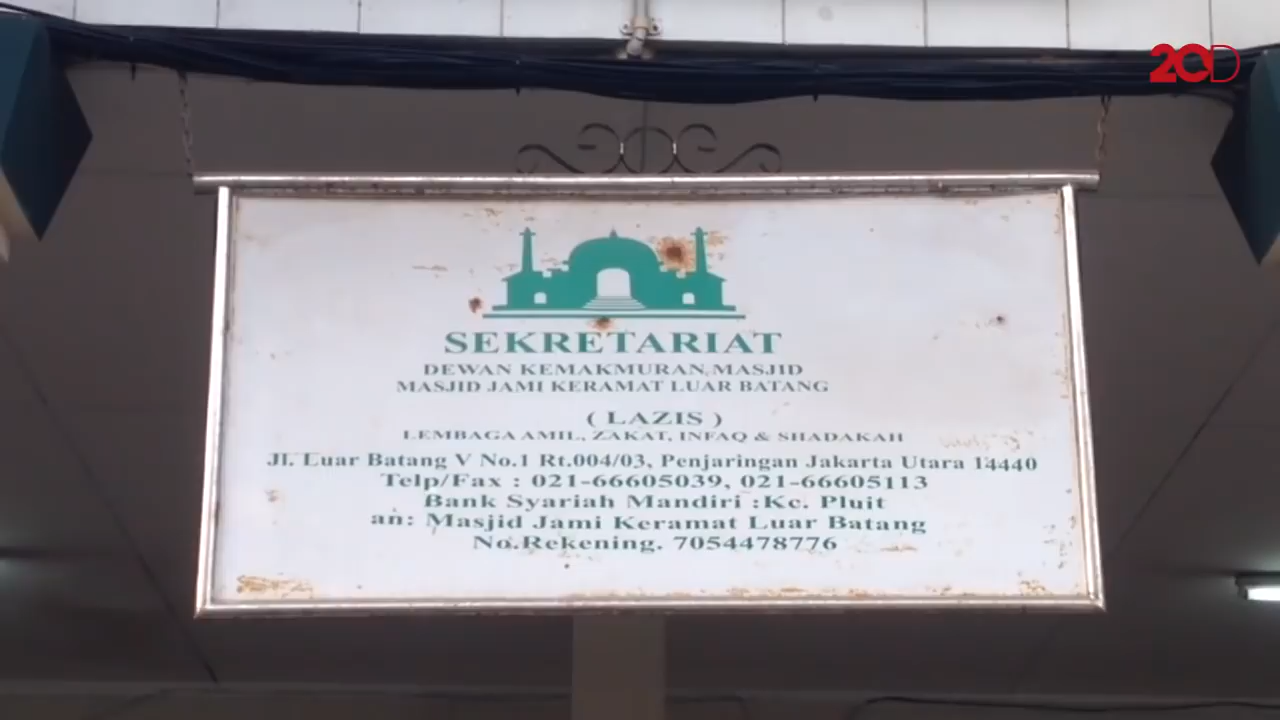 20D
SEKRETARIAT
DEWAN KEMAKMURAN MASJID
MASJID JAMI KERAMAT LUAR BATANG
( LAZIS )
LEMBAGA AMIL, ZAKAT, INFAQ & SHADAKAH
Jl. Luar Batang V No.1 Rt.004/03, Penjaringan Jakarta Utara 14440
Telp/Fax : 021-66605039, 021-66605113
Bank Syariah Mandiri :Kc. Pluit
an: Masjid Jami Keramat Luar Batang
No.Rekening. 7054478776